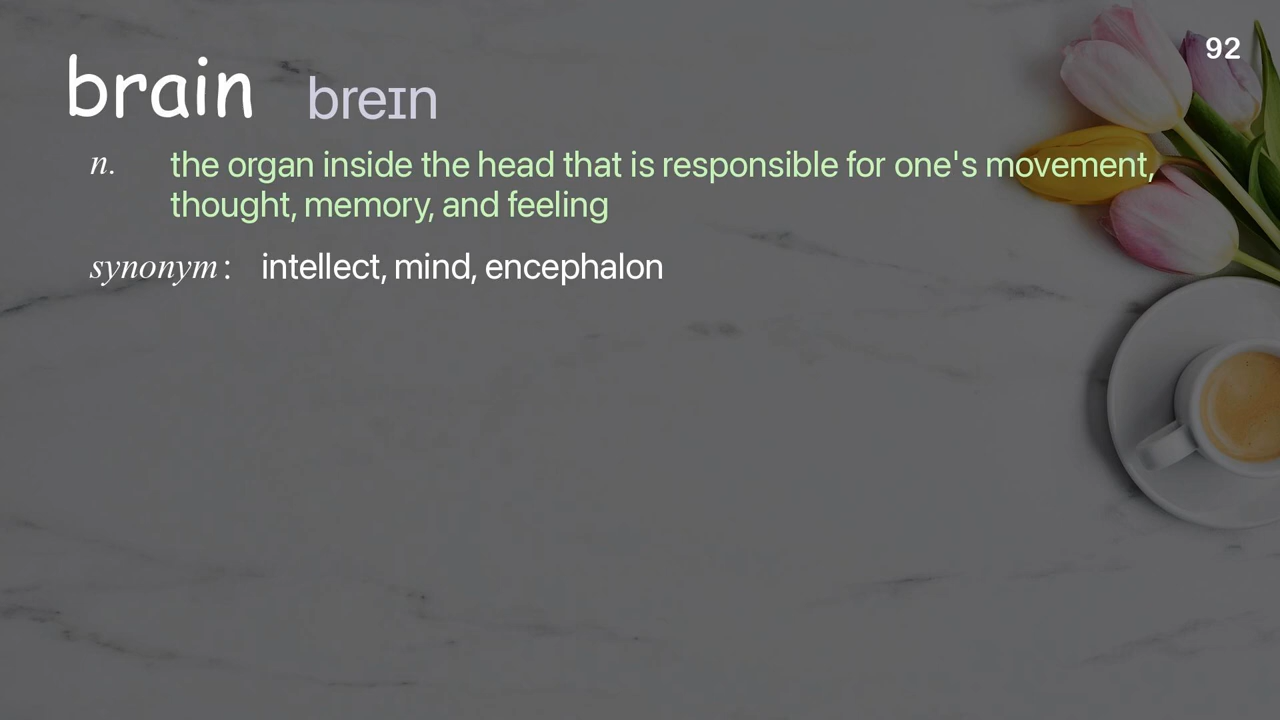 92
brain breɪn
n. the organ inside the head that is responsible for one's movement,
thought, memory, and feeling
synonym: intellect, mind, encephalon